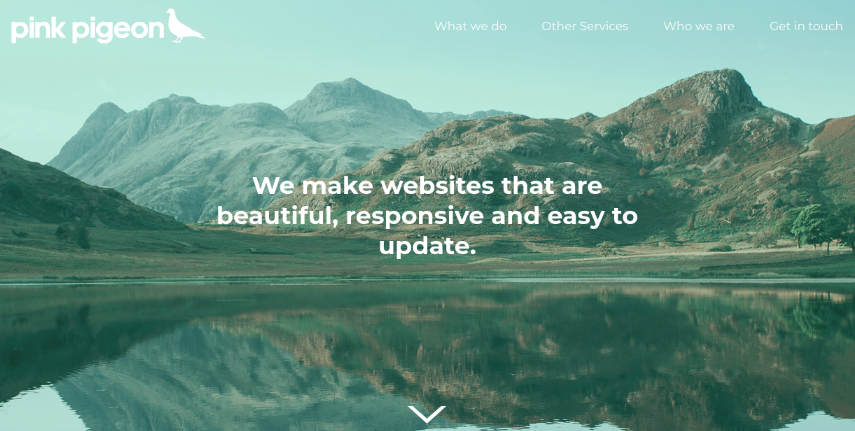 pink pigeon
What we do
Other Services
Who we are
Get in touch
We make websites that are
beautiful, responsive and easy to
update.